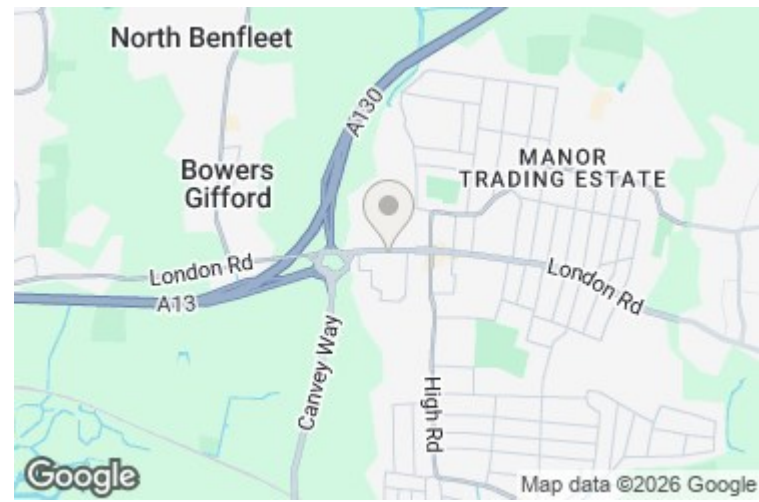 North Benfleet
A130
Bowers
Gifford
MANOR
TRADING ESTATE
London Rd
London Rd
A13
Canvey Way
High Rd
Google
Map data ©2026 Google